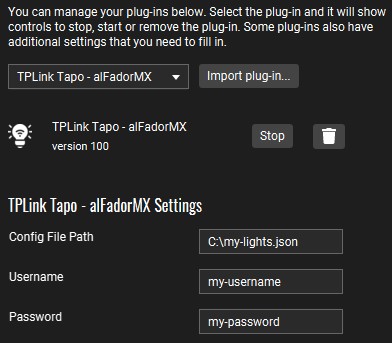 You can manage your plug-ins below. Select the plug-in and it will show
controls to stop, start or remove the plug-in. Some plug-ins also have
additional settings that you need to fill in.
TPLink Tapo - alFadorMX
Import plug-in...
TPLink Tapo - alFadorMX
version 100
Stop
TPLink Tapo - alFadorMX Settings
Config File Path
C:\my-lights.json
Username
my-username
Password
my-password